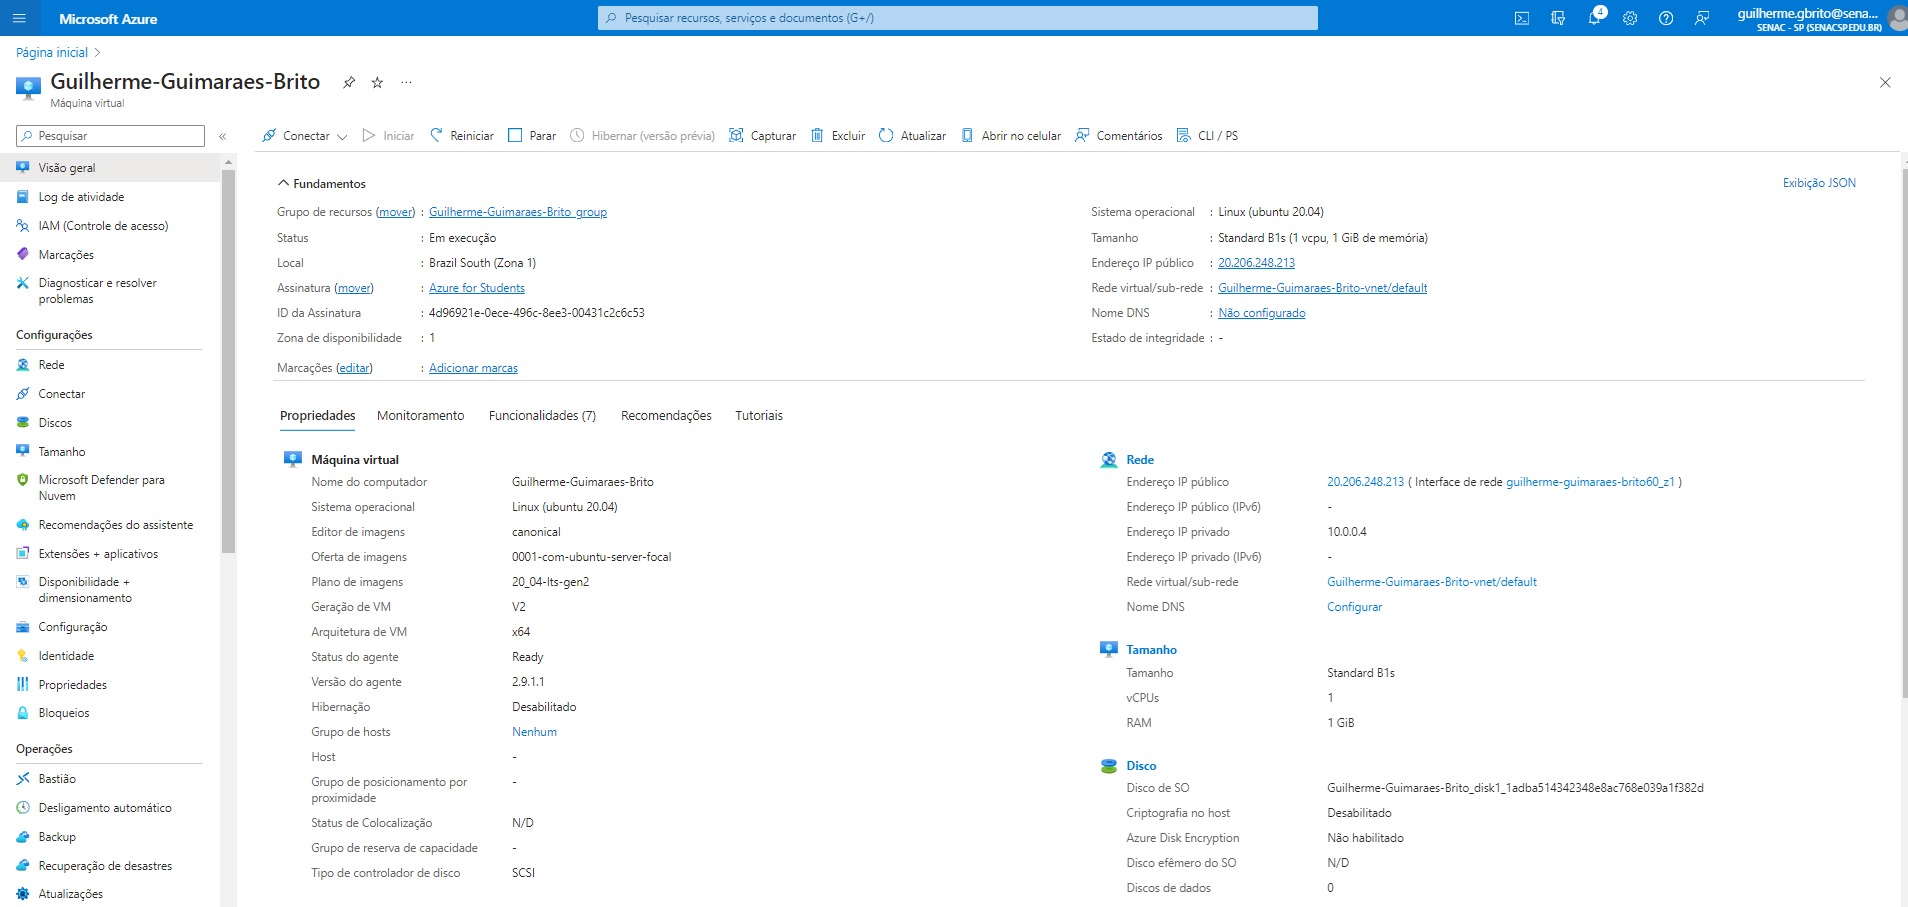 Microsoft Azure
Pesquisar recursos, serviços e documentos (G+/)
4
guilherme.gbrito@sena...
SENAC - SP (SENACSP.EDU.BR)
Página inicial
Guilherme-Guimaraes-Brito
...
Máquina virtual
Pesquisar
«
Conectar
Iniciar
Reiniciar
Parar
Hibernar (versão prévia)
Capturar
Excluir
Atualizar
Abrir no celular
Comentários
CLI / PS
Visão geral
Log de atividade
IAM (Controle de acesso)
Marcações
Diagnosticar e resolver
problemas
Configurações
Rede
Conectar
Discos
Tamanho
Microsoft Defender para
Nuvem
Recomendações do assistente
Extensões + aplicativos
Disponibilidade +
dimensionamento
Configuração
Identidade
Propriedades
Bloqueios
Operações
Bastião
Desligamento automático
Backup
Recuperação de desastres
Atualizações
Fundamentos
Exibição JSON
Grupo de recursos (mover) : Guilherme-Guimaraes-Brito_group
Status : Em execução
Local : Brazil South (Zona 1)
Assinatura (mover) : Azure for Students
ID da Assinatura : 4d96921e-0ece-496c-8ee3-00431c2c6c53
Zona de disponibilidade : 1
Marcações (editar) : Adicionar marcas
Sistema operacional : Linux (ubuntu 20.04)
Tamanho : Standard B1s (1 vcpu, 1 GiB de memória)
Endereço IP público : 20.206.248.213
Rede virtual/sub-rede : Guilherme-Guimaraes-Brito-vnet/default
Nome DNS : Não configurado
Estado de integridade : -
Propriedades
Monitoramento
Funcionalidades (7)
Recomendações
Tutoriais
Máquina virtual
Nome do computador Guilherme-Guimaraes-Brito
Sistema operacional Linux (ubuntu 20.04)
Editor de imagens canonical
Oferta de imagens 0001-com-ubuntu-server-focal
Plano de imagens 20_04-lts-gen2
Geração de VM V2
Arquitetura de VM x64
Status do agente Ready
Versão do agente 2.9.1.1
Hibernação Desabilitado
Grupo de hosts Nenhum
Host -
Grupo de posicionamento por -
proximidade
Status de Colocalização N/D
Grupo de reserva de capacidade -
Tipo de controlador de disco SCSI
Rede
Endereço IP público 20.206.248.213 ( Interface de rede guilherme-guimaraes-brito60_z1 )
Endereço IP público (IPv6) -
Endereço IP privado 10.0.0.4
Endereço IP privado (IPv6) -
Rede virtual/sub-rede Guilherme-Guimaraes-Brito-vnet/default
Nome DNS Configurar
Tamanho
Tamanho Standard B1s
vCPUs 1
RAM 1 GiB
Disco
Disco de SO Guilherme-Guimaraes-Brito_disk1_1adba514342348e8ac768e039a1f382d
Criptografia no host Desabilitado
Azure Disk Encryption Não habilitado
Disco efêmero do SO N/D
Discos de dados 0